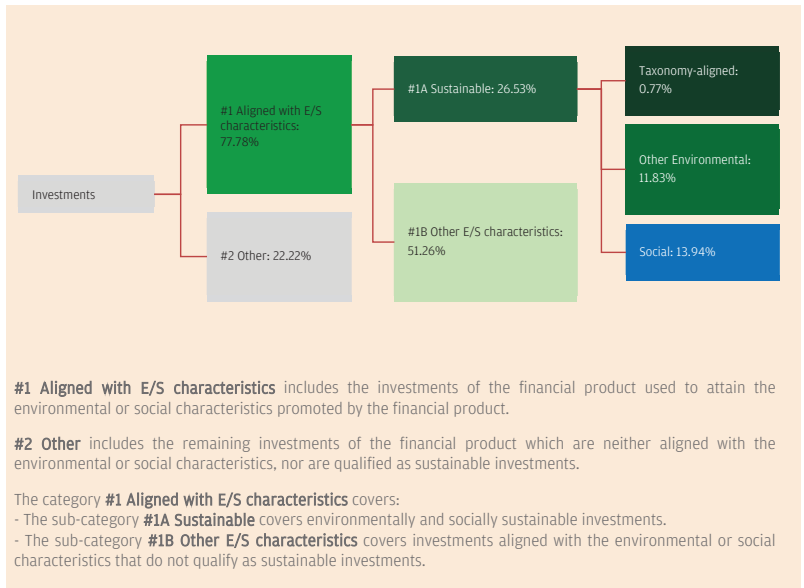 Investments
#1 Aligned with E/S
characteristics:
77.78%
#2 Other: 22.22%
#1A Sustainable: 26.53%
#1B Other E/S characteristics:
51.26%
Taxonomy-aligned:
0.77%
Other Environmental:
11.83%
Social: 13.94%
#1 Aligned with E/S characteristics includes the investments of the financial product used to attain the
environmental or social characteristics promoted by the financial product.
#2 Other includes the remaining investments of the financial product which are neither aligned with the
environmental or social characteristics, nor are qualified as sustainable investments.
The category #1 Aligned with E/S characteristics covers:
- The sub-category #1A Sustainable covers environmentally and socially sustainable investments.
- The sub-category #1B Other E/S characteristics covers investments aligned with the environmental or social
characteristics that do not qualify as sustainable investments.